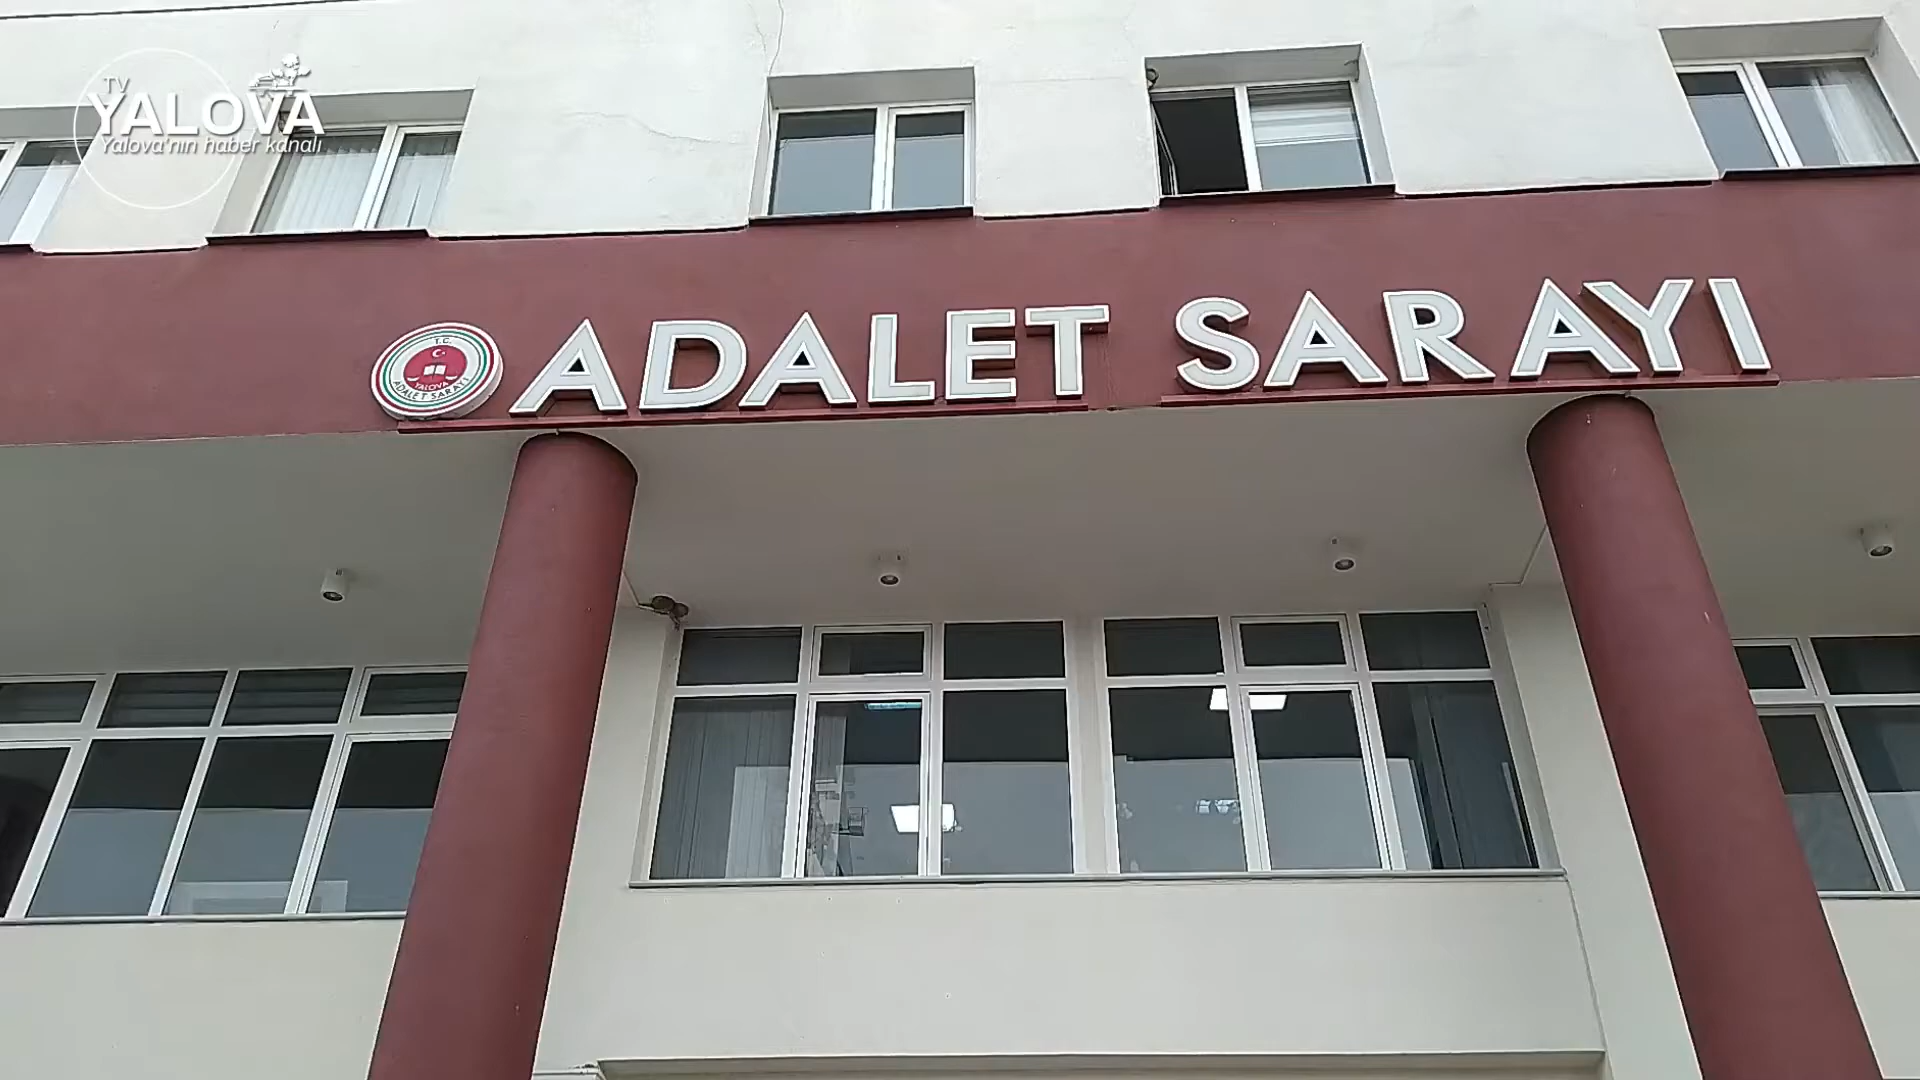 TV
YALOVA
Yalova'nın haber kanalı
ADALET SARAYI
T.C.
YALOVA
ADALET SARAYI